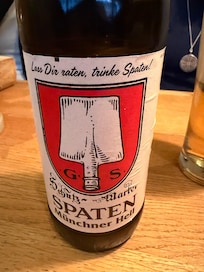 Lass Dir raten, trinke Spaten!
G S
Schutz- Marke
SPATEN
Münchner Hell